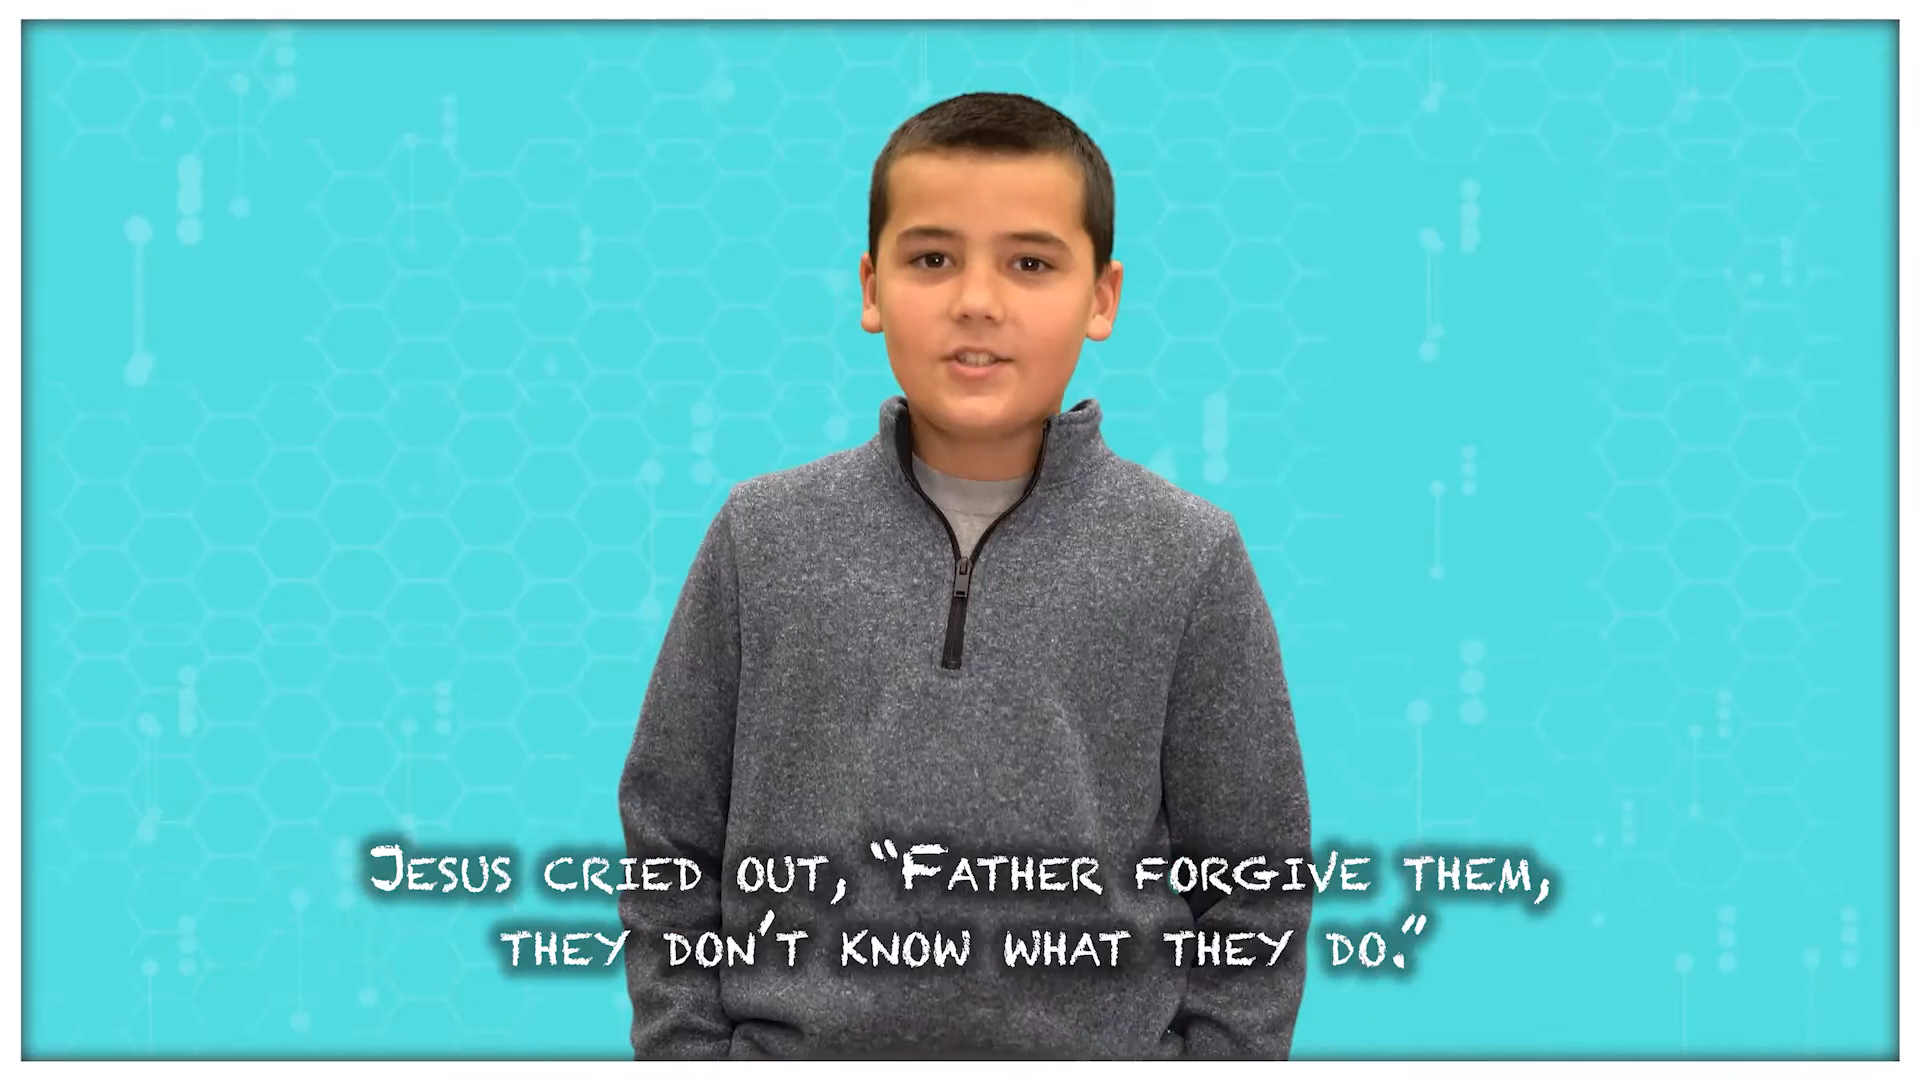 Jesus cried out, “Father forgive them,
they don't know what they do.”